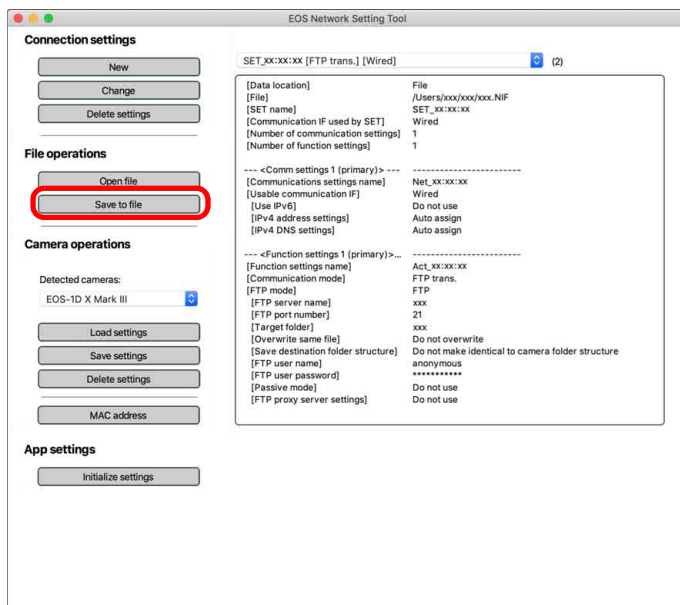 EOS Network Setting Tool
Connection settings
New
Change
Delete settings
File operations
Open file
Save to file
Camera operations
Detected cameras:
EOS-1D X Mark III
Load settings
Save settings
Delete settings
MAC address
App settings
Initialize settings
SET_xx:xx:xx [FTP trans.] [Wired] (2)
[Data location] File
[File] /Users/xxx/xxx/xxx.NIF
[SET name] SET_xx:xx:xx
[Communication IF used by SET] Wired
[Number of communication settings] 1
[Number of function settings] 1
--- <Comm settings 1 (primary)> --- ------------------------
[Communications settings name] Net_xx:xx:xx
[Usable communication IF] Wired
[Use IPv6] Do not use
[IPv4 address settings] Auto assign
[IPv4 DNS settings] Auto assign
--- <Function settings 1 (primary)>... ------------------------
[Function settings name] Act_xx:xx:xx
[Communication mode] FTP trans.
[FTP mode] FTP
[FTP server name] xxx
[FTP port number] 21
[Target folder] xxx
[Overwrite same file] Do not overwrite
[Save destination folder structure] Do not make identical to camera folder structure
[FTP user name] anonymous
[FTP user password] ***********
[Passive mode] Do not use
[FTP proxy server settings] Do not use